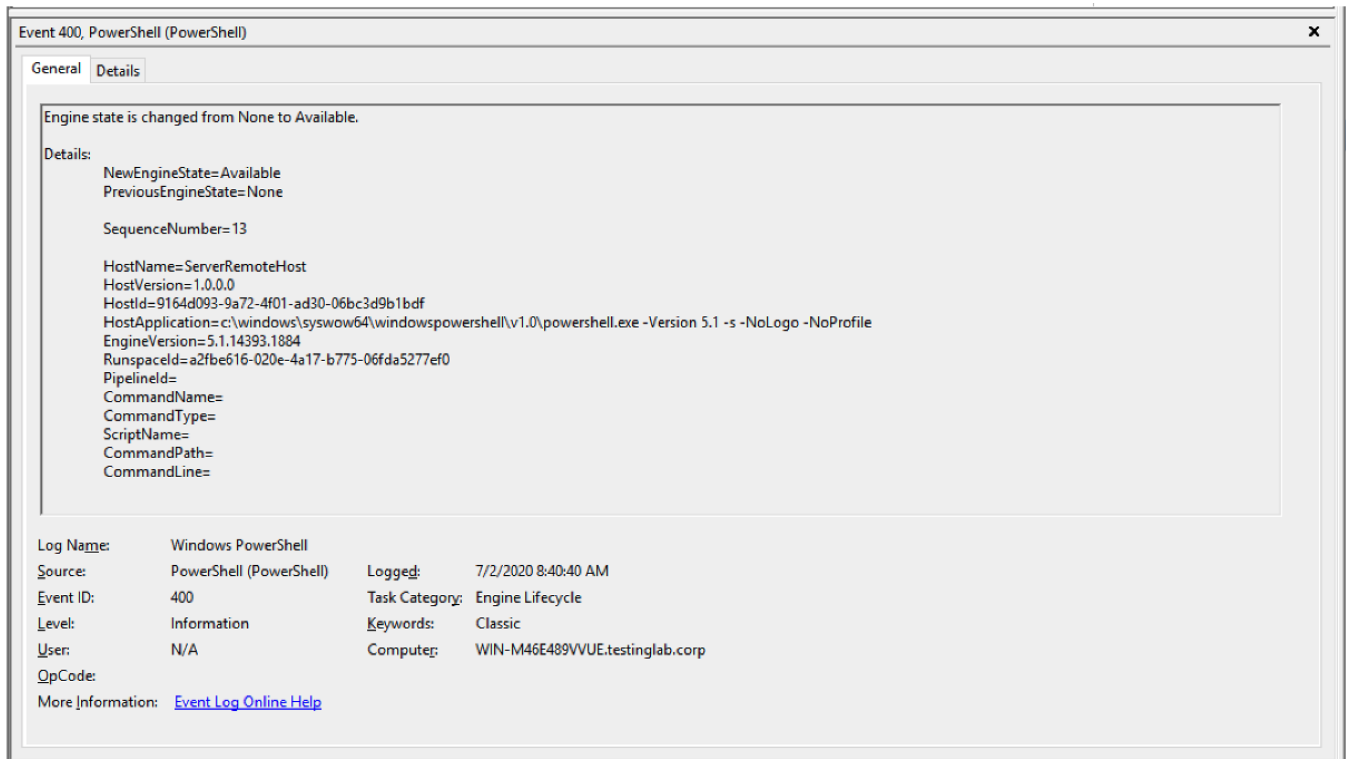 Event 400, PowerShell (PowerShell)
General Details
Engine state is changed from None to Available.
Details:
NewEngineState=Available
PreviousEngineState=None
SequenceNumber=13
HostName=ServerRemoteHost
HostVersion=1.0.0.0
HostId=9164d093-9a72-4f01-ad30-06bc3d9b1bdf
HostApplication=c:\windows\syswow64\windowspowershell\v1.0\powershell.exe -Version 5.1 -s -NoLogo -NoProfile
EngineVersion=5.1.14393.1884
RunspaceId=a2fbe616-020e-4a17-b775-06fda5277ef0
PipelineId=
CommandName=
CommandType=
ScriptName=
CommandPath=
CommandLine=
Log Name: Windows PowerShell
Source: PowerShell (PowerShell) Logged: 7/2/2020 8:40:40 AM
Event ID: 400 Task Category: Engine Lifecycle
Level: Information Keywords: Classic
User: N/A Computer: WIN-M46E489VVUE.testinglab.corp
OpCode:
More Information: Event Log Online Help